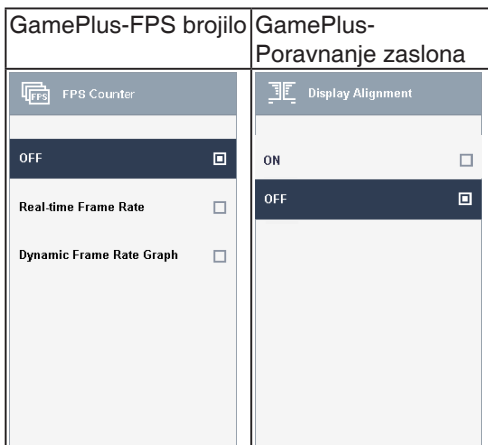 GamePlus-FPS brojilo
GamePlus-
Poravnanje zaslona
FPS
FPS Counter
OFF
Real-time Frame Rate
Dynamic Frame Rate Graph
Display Alignment
ON
OFF